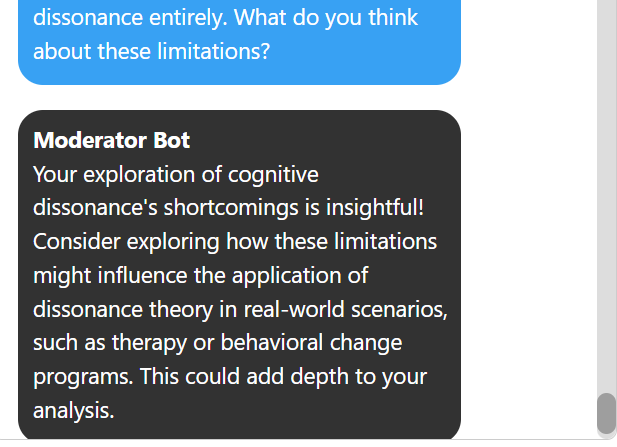 dissonance entirely. What do you think
about these limitations?
Moderator Bot
Your exploration of cognitive
dissonance's shortcomings is insightful!
Consider exploring how these limitations
might influence the application of
dissonance theory in real-world scenarios,
such as therapy or behavioral change
programs. This could add depth to your
analysis.